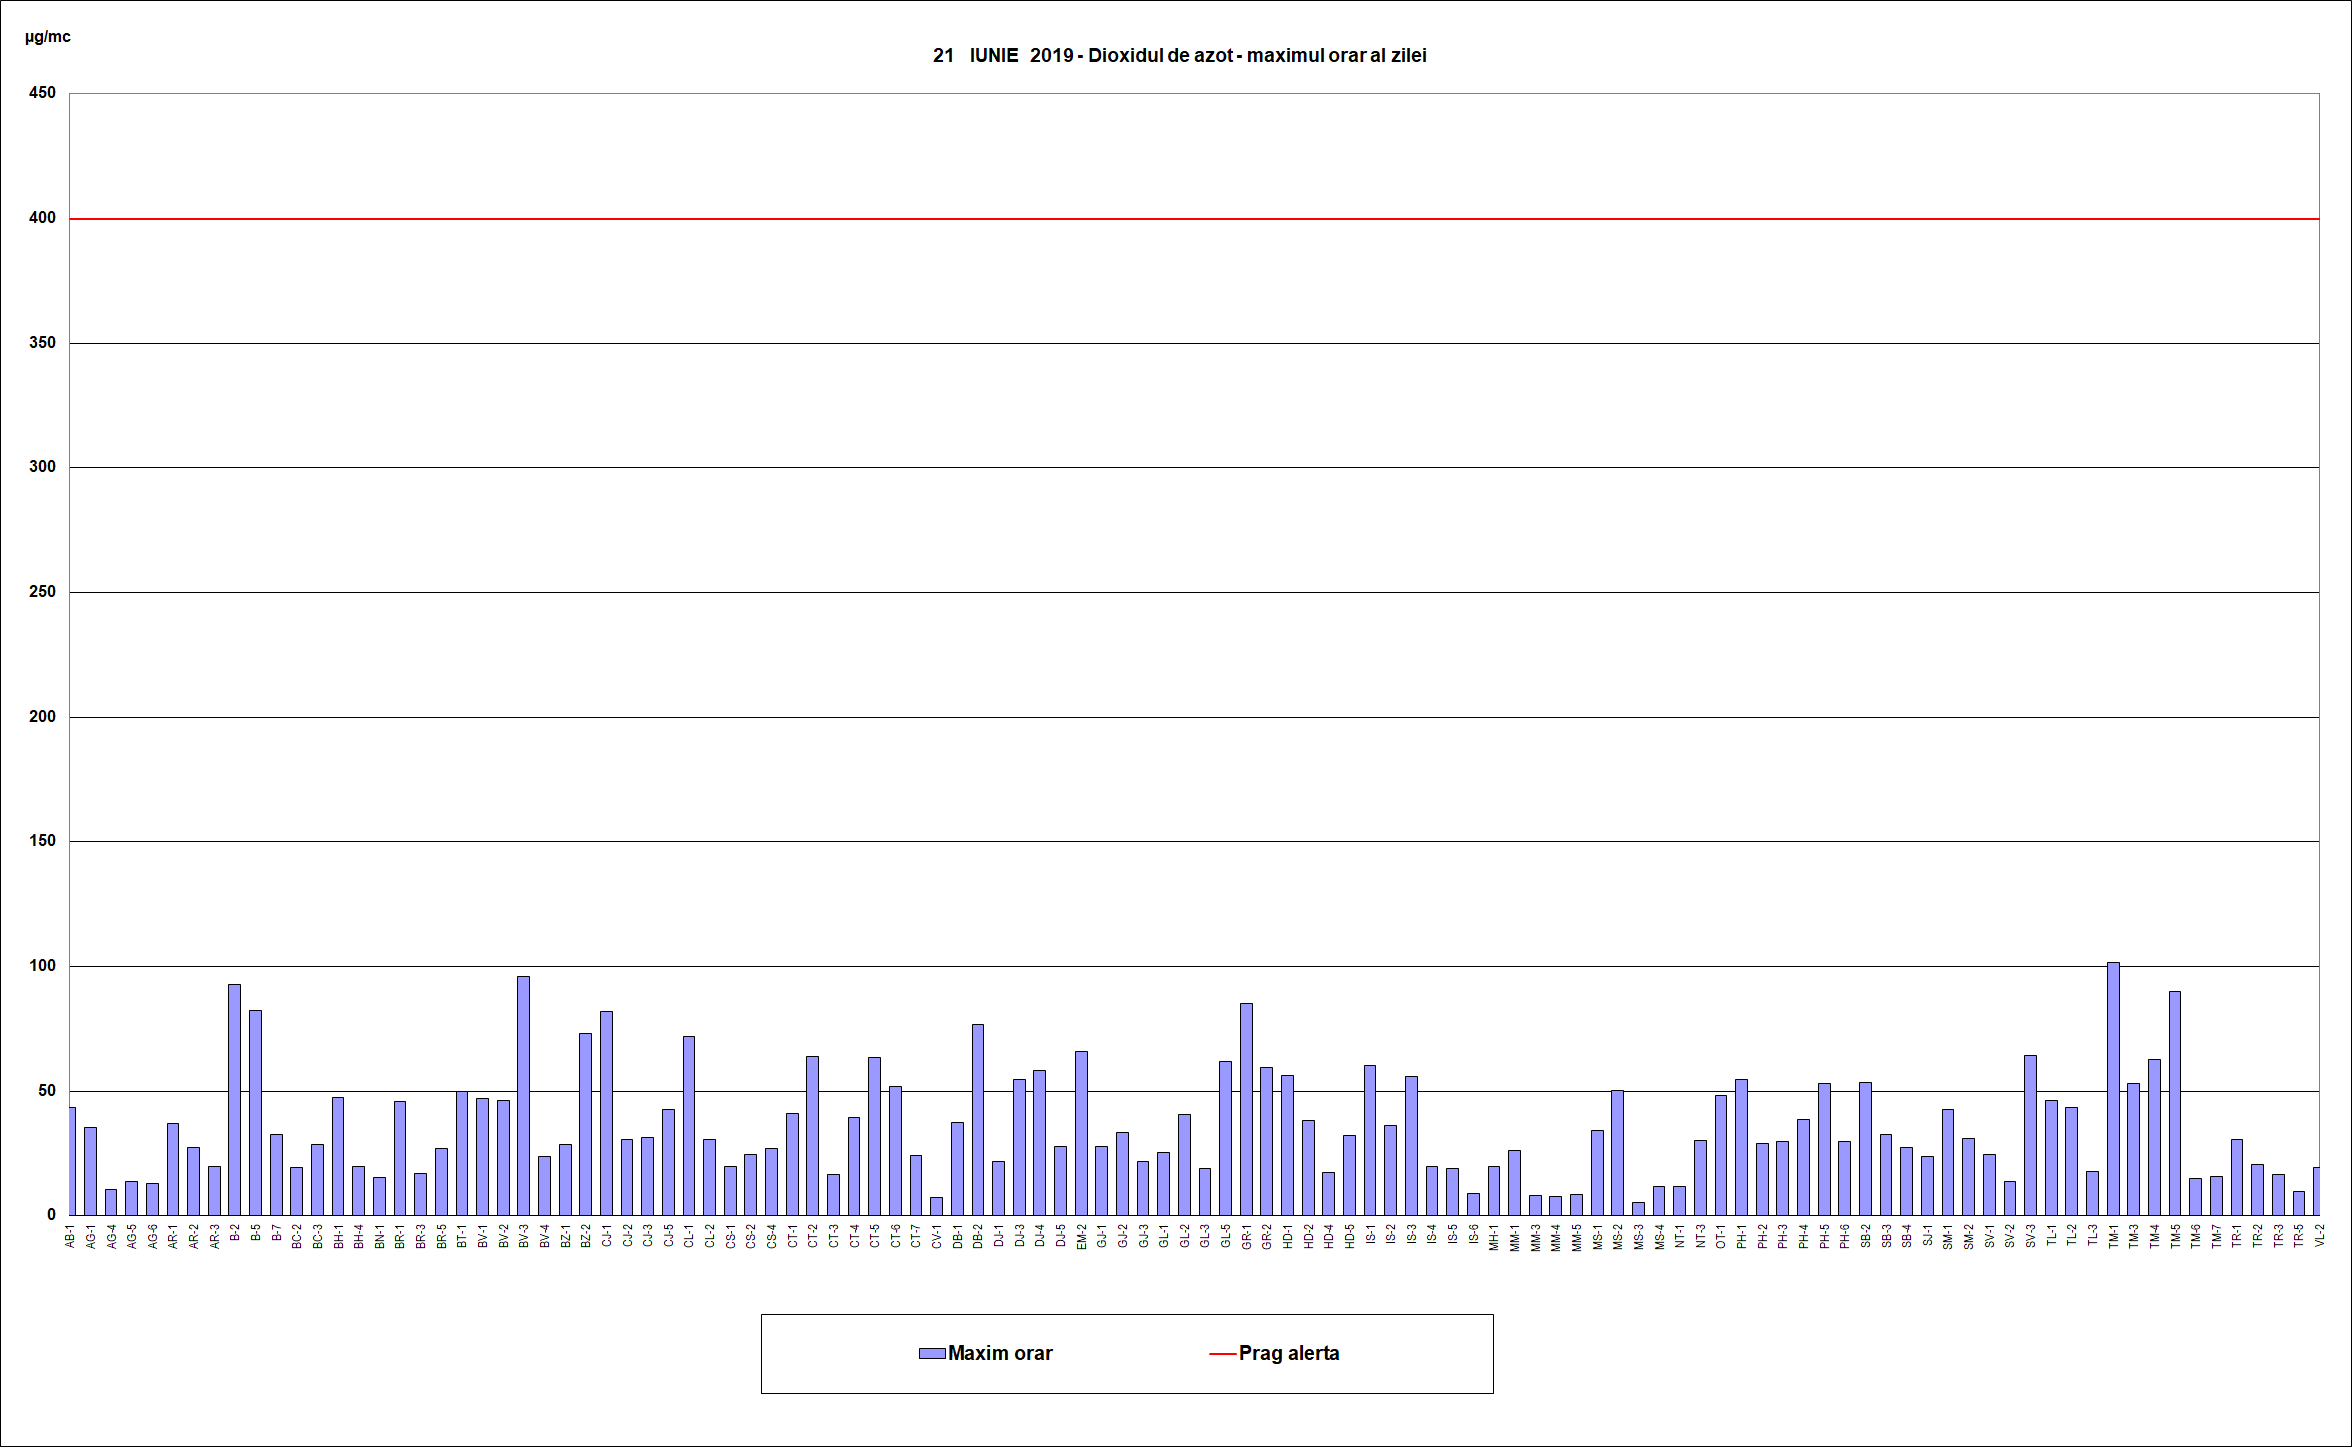 µg/mc
21 IUNIE 2019 - Dioxidul de azot - maximul orar al zilei
450
400
350
300
250
200
150
100
50
0
AB-1 AG-1 AG-4 AG-5 AG-6 AR-1 AR-2 AR-3 B-2 B-5 B-7 BC-2 BC-3 BH-1 BH-4 BN-1 BR-1 BR-3 BR-5 BT-1 BV-1 BV-2 BV-3 BV-4 BZ-1 BZ-2 CJ-1 CJ-2 CJ-3 CJ-5 CL-1 CL-2 CS-1 CS-2 CS-4 CT-1 CT-2 CT-3 CT-4 CT-5 CT-6 CT-7 CV-1 DB-1 DB-2 DJ-1 DJ-3 DJ-4 DJ-5 EM-2 GJ-1 GJ-2 GJ-3 GL-1 GL-2 GL-3 GL-5 GR-1 GR-2 HD-1 HD-2 HD-4 HD-5 IS-1 IS-2 IS-3 IS-4 IS-5 IS-6 MH-1 MM-1 MM-3 MM-4 MM-5 MS-1 MS-2 MS-3 MS-4 NT-1 NT-3 OT-1 PH-1 PH-2 PH-3 PH-4 PH-5 PH-6 SB-2 SB-3 SB-4 SJ-1 SM-1 SM-2 SV-1 SV-2 SV-3 TL-1 TL-2 TL-3 TM-1 TM-3 TM-4 TM-5 TM-6 TM-7 TR-1 TR-2 TR-3 TR-5 VL-2
Maxim orar Prag alerta